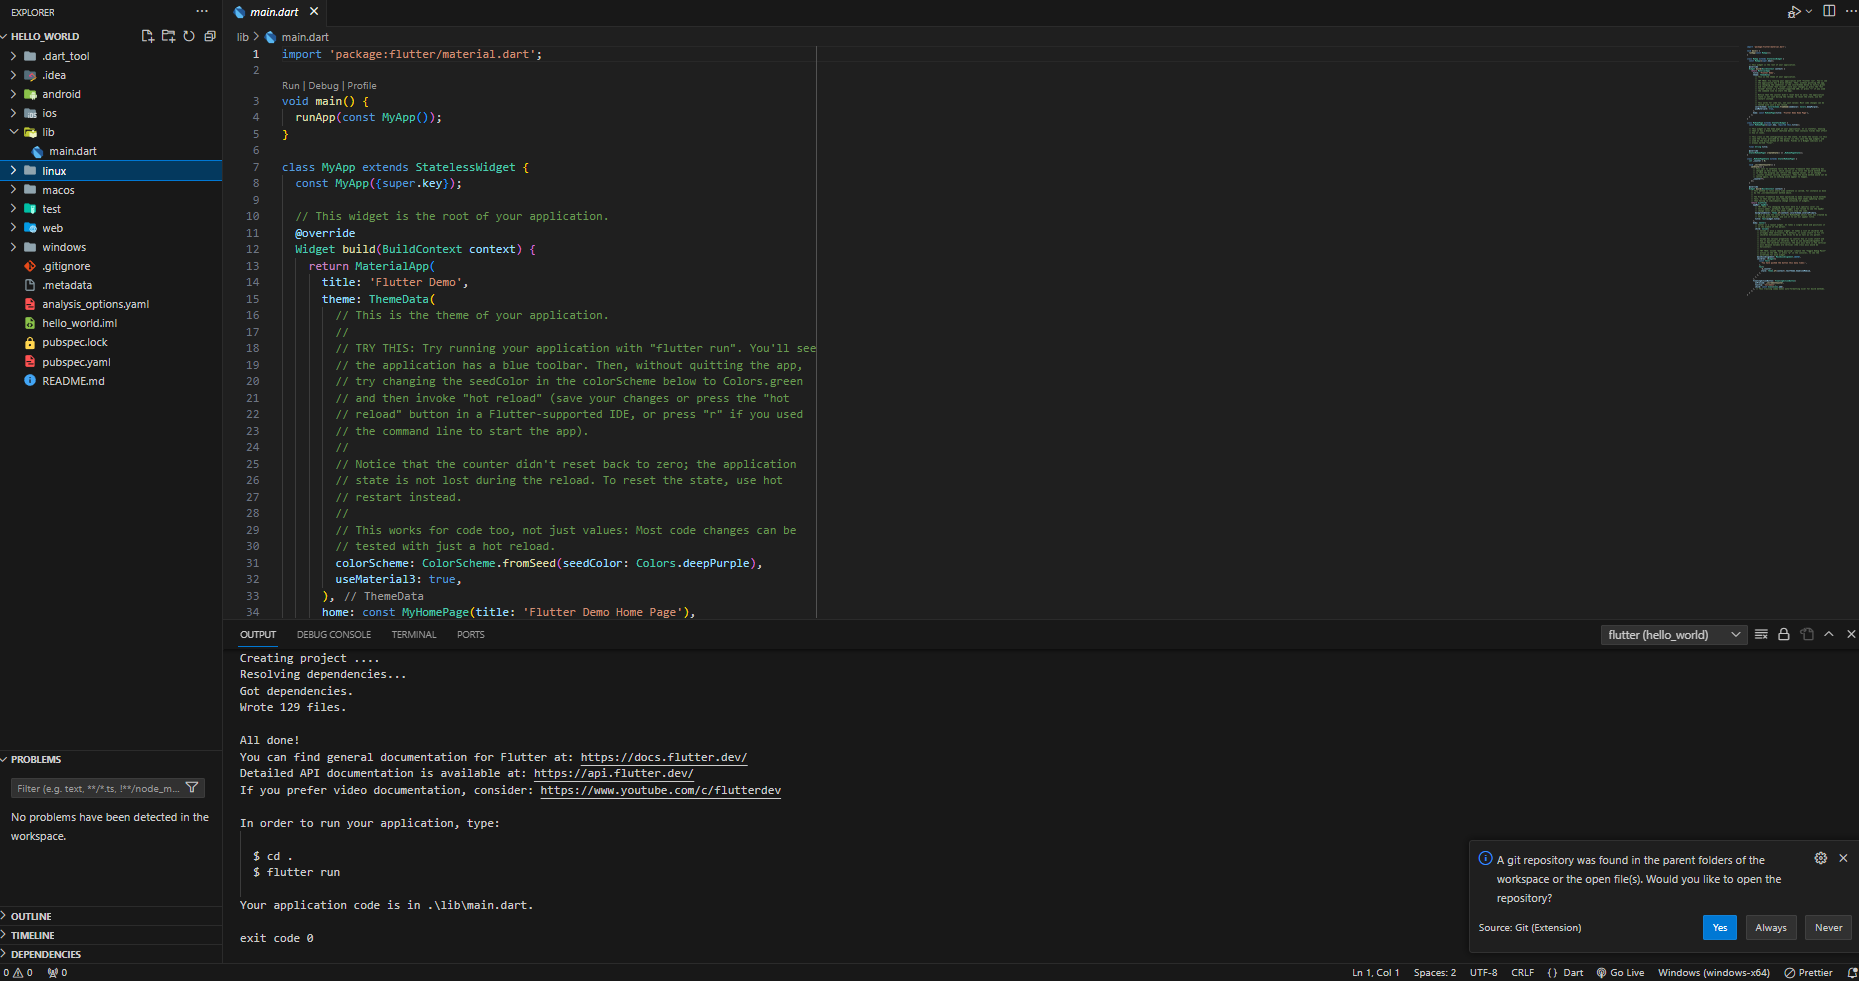 EXPLORER
HELLO_WORLD
.dart_tool
.idea
android
ios
lib
main.dart
linux
macos
test
web
windows
.gitignore
.metadata
analysis_options.yaml
hello_world.iml
pubspec.lock
pubspec.yaml
README.md
PROBLEMS
Filter (e.g. text, **/*.ts, !**/node_m...
No problems have been detected in the
workspace.
OUTLINE
TIMELINE
DEPENDENCIES
main.dart
lib > main.dart
1 import 'package:flutter/material.dart';
2
Run | Debug | Profile
3 void main() {
4 runApp(const MyApp());
5 }
6
7 class MyApp extends StatelessWidget {
8 const MyApp({super.key});
9
10 // This widget is the root of your application.
11 @override
12 Widget build(BuildContext context) {
13 return MaterialApp(
14 title: 'Flutter Demo',
15 theme: ThemeData(
16 // This is the theme of your application.
17 //
18 // TRY THIS: Try running your application with "flutter run". You'll see
19 // the application has a blue toolbar. Then, without quitting the app,
20 // try changing the seedColor in the colorScheme below to Colors.green
21 // and then invoke "hot reload" (save your changes or press the "hot
22 // reload" button in a Flutter-supported IDE, or press "r" if you used
23 // the command line to start the app).
24 //
25 // Notice that the counter didn't reset back to zero; the application
26 // state is not lost during the reload. To reset the state, use hot
27 // restart instead.
28 //
29 // This works for code too, not just values: Most code changes can be
30 // tested with just a hot reload.
31 colorScheme: ColorScheme.fromSeed(seedColor: Colors.deepPurple),
32 useMaterial3: true,
33 ), // ThemeData
34 home: const MyHomePage(title: 'Flutter Demo Home Page'),
OUTPUT DEBUG CONSOLE TERMINAL PORTS
flutter (hello_world)
Creating project ....
Resolving dependencies...
Got dependencies.
Wrote 129 files.
All done!
You can find general documentation for Flutter at: https://docs.flutter.dev/
Detailed API documentation is available at: https://api.flutter.dev/
If you prefer video documentation, consider: https://www.youtube.com/c/flutterdev
In order to run your application, type:
$ cd .
$ flutter run
Your application code is in .\lib\main.dart.
exit code 0
A git repository was found in the parent folders of the
workspace or the open file(s). Would you like to open the
repository?
Source: Git (Extension)
Yes
Always
Never
0 0 0
Ln 1, Col 1 Spaces: 2 UTF-8 CRLF {} Dart Go Live Windows (windows-x64) Prettier